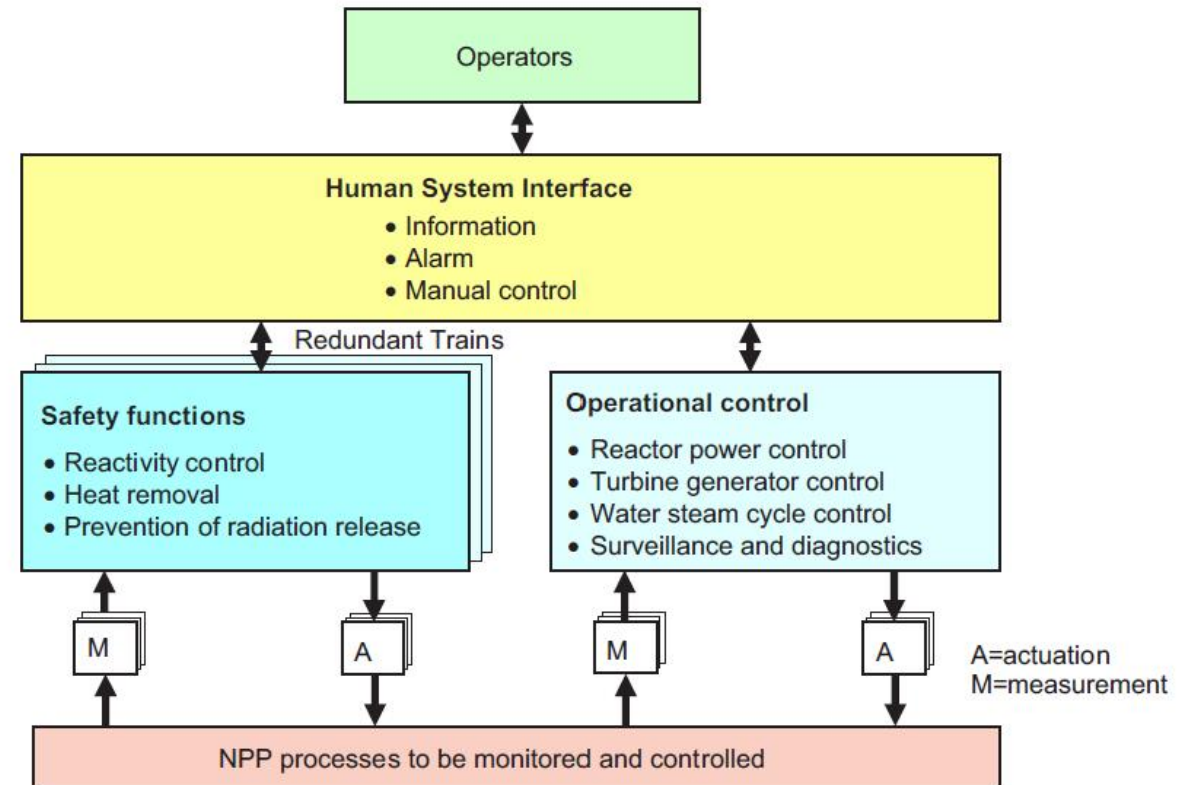 Operators
Human System Interface
• Information
• Alarm
• Manual control
Redundant Trains
Safety functions
• Reactivity control
• Heat removal
• Prevention of radiation release
Operational control
• Reactor power control
• Turbine generator control
• Water steam cycle control
• Surveillance and diagnostics
M
A
M
A
A=actuation
M=measurement
NPP processes to be monitored and controlled